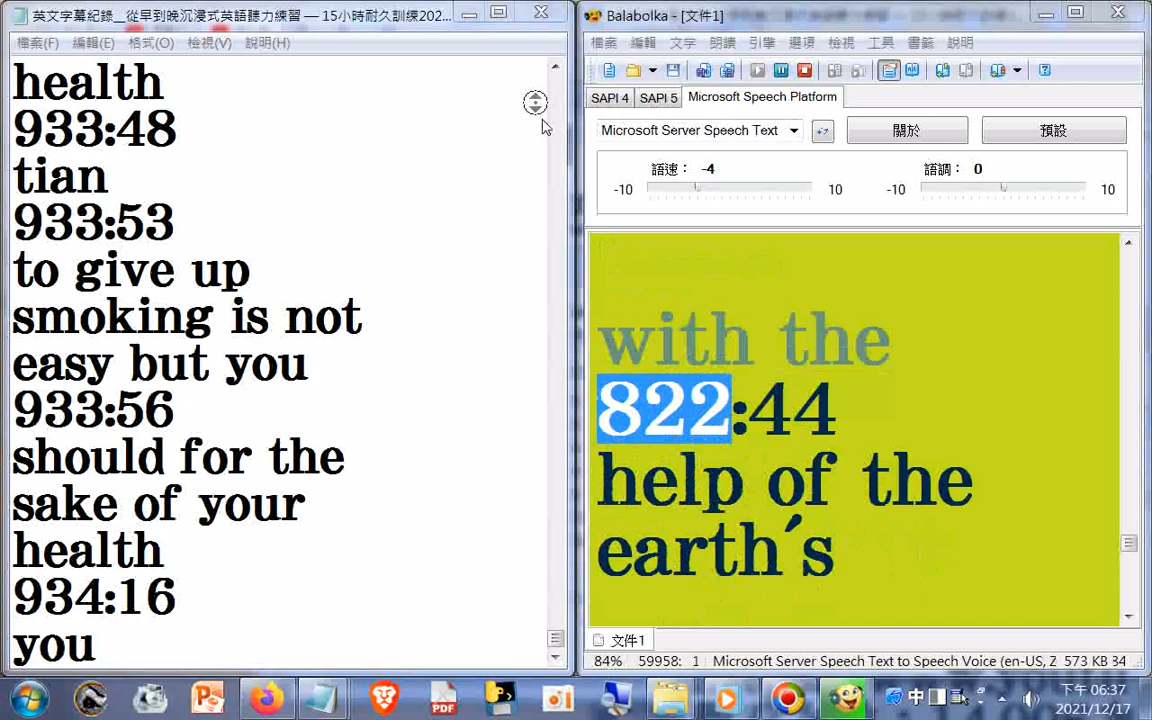 英文字幕紀錄__從早到晚沉浸式英語聽力練習 — 15小時耐久訓練202...
檔案(F) 編輯(E) 格式(O) 檢視(V) 說明(H)
health
933:48
tian
933:53
to give up
smoking is not
easy but you
933:56
should for the
sake of your
health
934:16
you
Balabolka - [文件1]
檔案 編輯 文字 朗讀 引擎 選項 檢視 工具 書籤 說明
SAPI 4 SAPI 5 Microsoft Speech Platform
Microsoft Server Speech Text 關於 預設
語速： -4 語調： 0
-10 10 -10 10
with the
822:44
help of the
earth's
文件1
84% 59958: 1 Microsoft Server Speech Text to Speech Voice (en-US, Z 573 KB 34
PDF 中 下午 06:37
2021/12/17